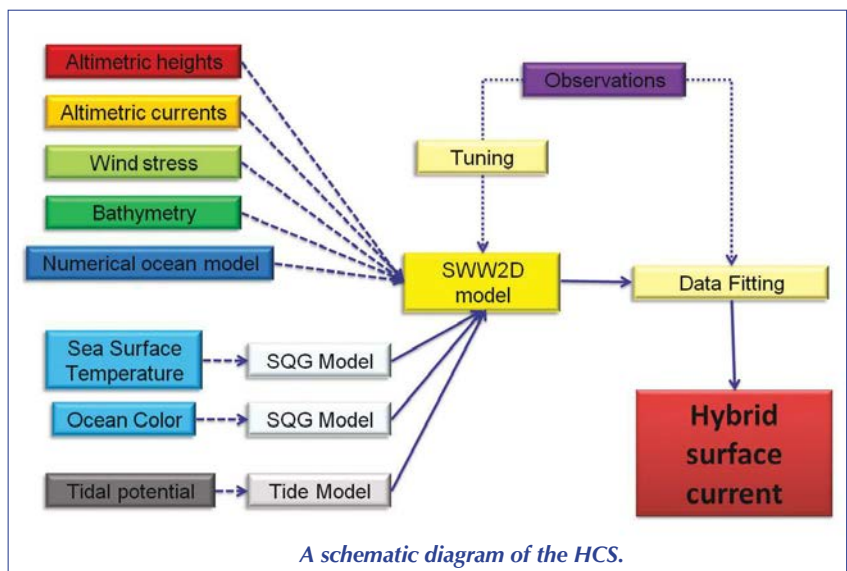 Altimetric heights
Altimetric currents
Wind stress
Bathymetry
Numerical ocean model
Sea Surface
Temperature
Ocean Color
Tidal potential
SQG Model
SQG Model
Tide Model
Observations
Tuning
SWW2D
model
Data Fitting
Hybrid
surface
current
A schematic diagram of the HCS.